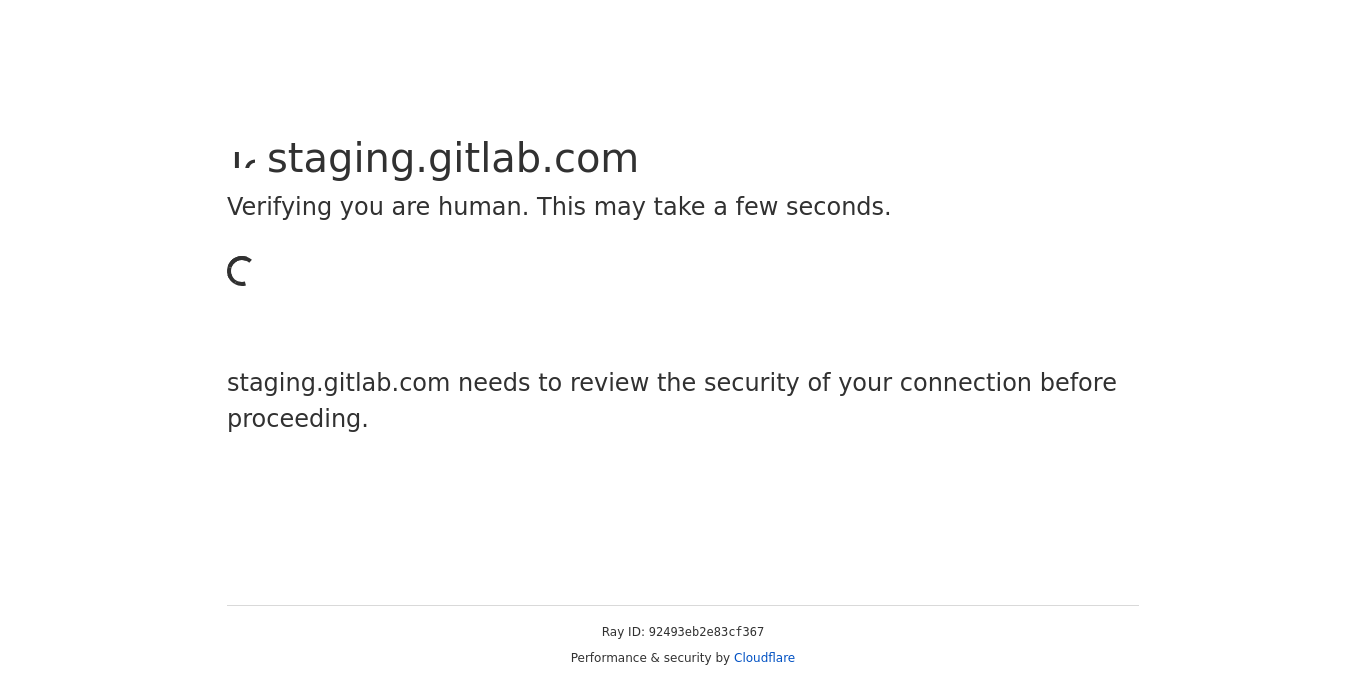 staging.gitlab.com
Verifying you are human. This may take a few seconds.
staging.gitlab.com needs to review the security of your connection before
proceeding.
Ray ID: 92493eb2e83cf367
Performance & security by Cloudflare